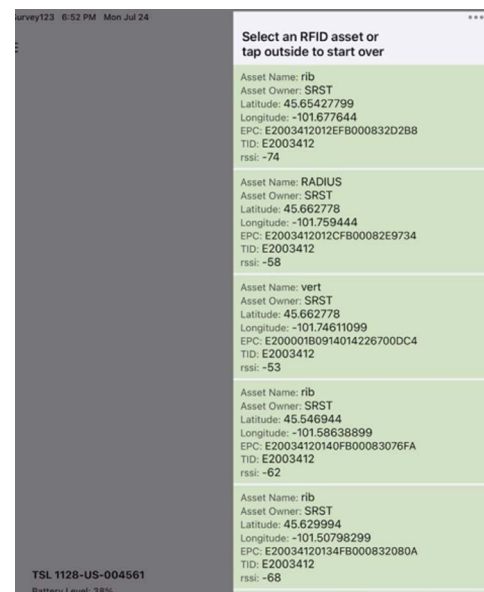 Survey123 6:52 PM Mon Jul 24
Select an RFID asset or
tap outside to start over
Asset Name: rib
Asset Owner: SRST
Latitude: 45.65427799
Longitude: -101.677644
EPC: E2003412012EFB000832D2B8
TID: E2003412
rssi: -74
Asset Name: RADIUS
Asset Owner: SRST
Latitude: 45.662778
Longitude: -101.759444
EPC: E2003412012CFB00082E9734
TID: E2003412
rssi: -58
Asset Name: vert
Asset Owner: SRST
Latitude: 45.662778
Longitude: -101.74611099
EPC: E200001B0914014226700DC4
TID: E2003412
rssi: -53
Asset Name: rib
Asset Owner: SRST
Latitude: 45.546944
Longitude: -101.58638899
EPC: E20034120140FB00083076FA
TID: E2003412
rssi: -62
Asset Name: rib
Asset Owner: SRST
Latitude: 45.629994
Longitude: -101.50798299
EPC: E20034120134FB000832080A
TID: E2003412
rssi: -68
TSL 1128-US-004561
Battery Level: 38%